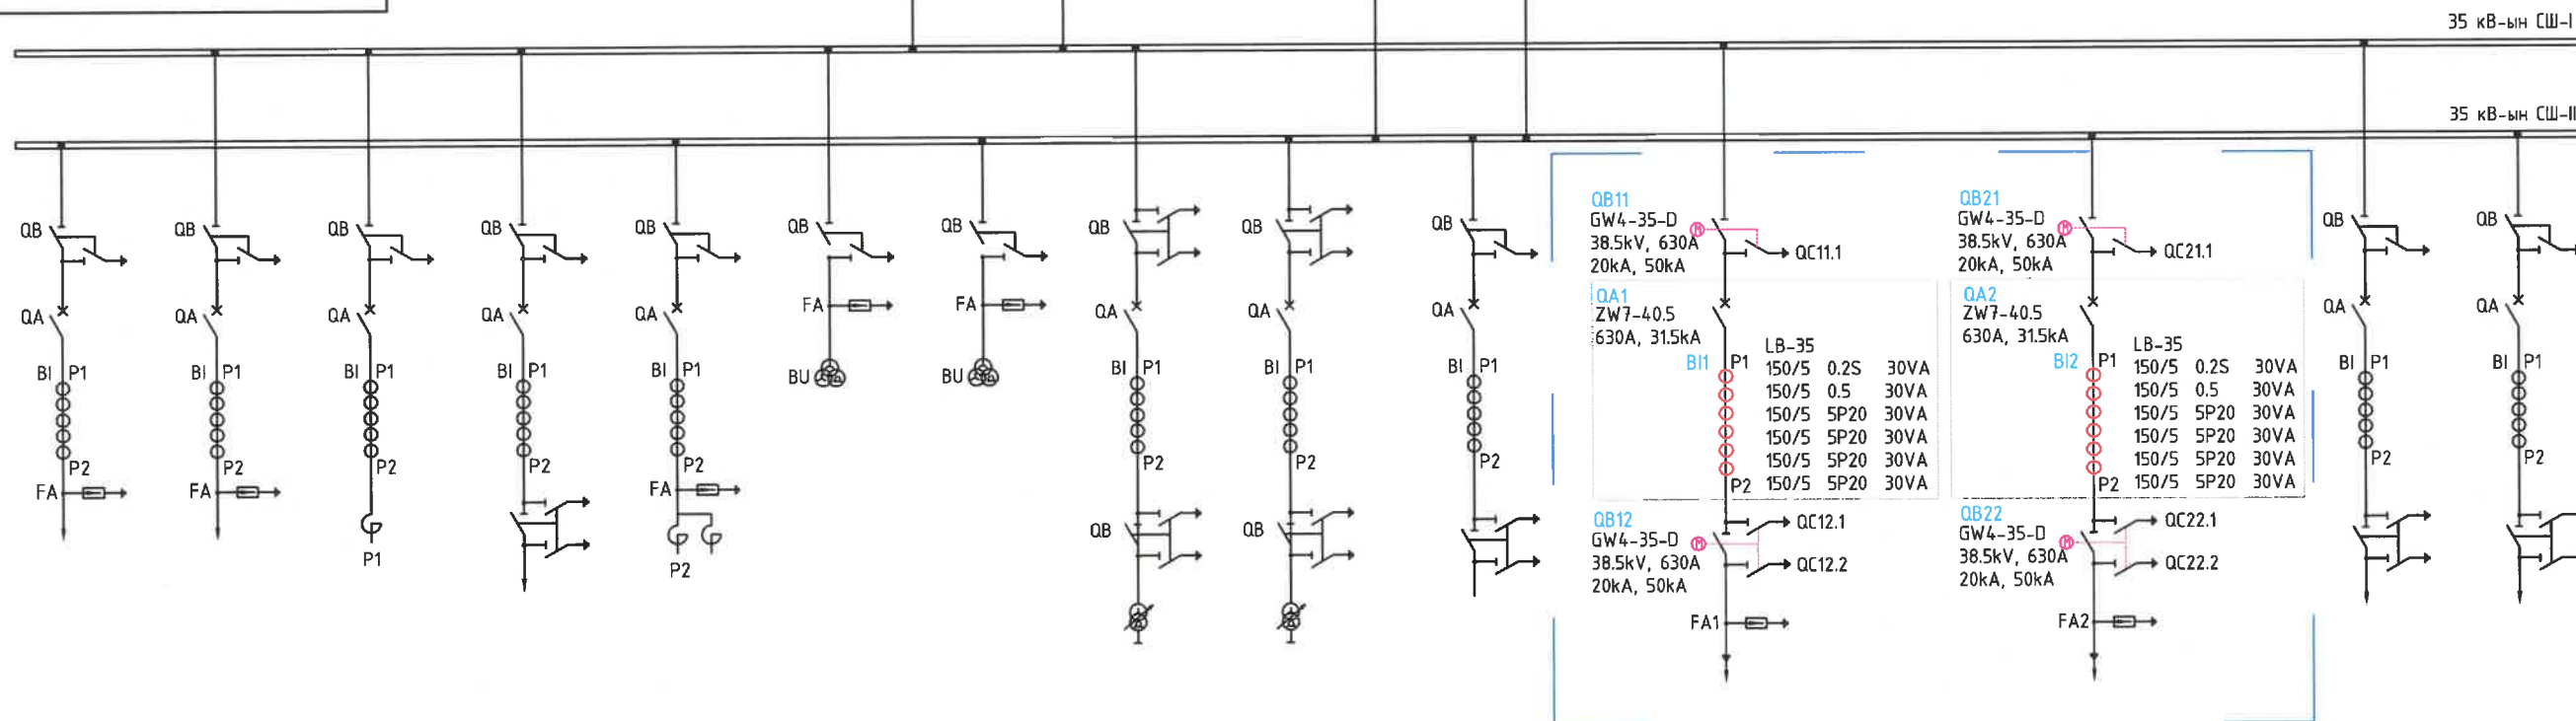 35 кВ-ын СШ-I
35 кВ-ын СШ-II
QB
QA
BI P1
P2
FA
QB
QA
BI P1
P2
FA
QB
QA
BI P1
P2
P1
QB
QA
BI P1
P2
QB
QA
BI P1
P2
FA
P2
QB
FA
BU
QB
FA
BU
QB
QA
BI P1
P2
QB
QB
QA
BI P1
P2
QB
QB
QA
BI P1
P2
QB11
GW4-35-D
38.5kV, 630A
20kA, 50kA
M
QC11.1
QA1
ZW7-40.5
630A, 31.5kA
LB-35
BI1 P1
150/5 0.2S 30VA
150/5 0.5 30VA
150/5 5P20 30VA
150/5 5P20 30VA
150/5 5P20 30VA
P2 150/5 5P20 30VA
QB12
GW4-35-D
38.5kV, 630A
20kA, 50kA
M
QC12.1
QC12.2
FA1
QB21
GW4-35-D
38.5kV, 630A
20kA, 50kA
M
QC21.1
QA2
ZW7-40.5
630A, 31.5kA
LB-35
BI2 P1
150/5 0.2S 30VA
150/5 0.5 30VA
150/5 5P20 30VA
150/5 5P20 30VA
150/5 5P20 30VA
P2 150/5 5P20 30VA
QB22
GW4-35-D
38.5kV, 630A
20kA, 50kA
M
QC22.1
QC22.2
FA2
QB
QA
BI P1
P2
QB
QA
BI P1
P2